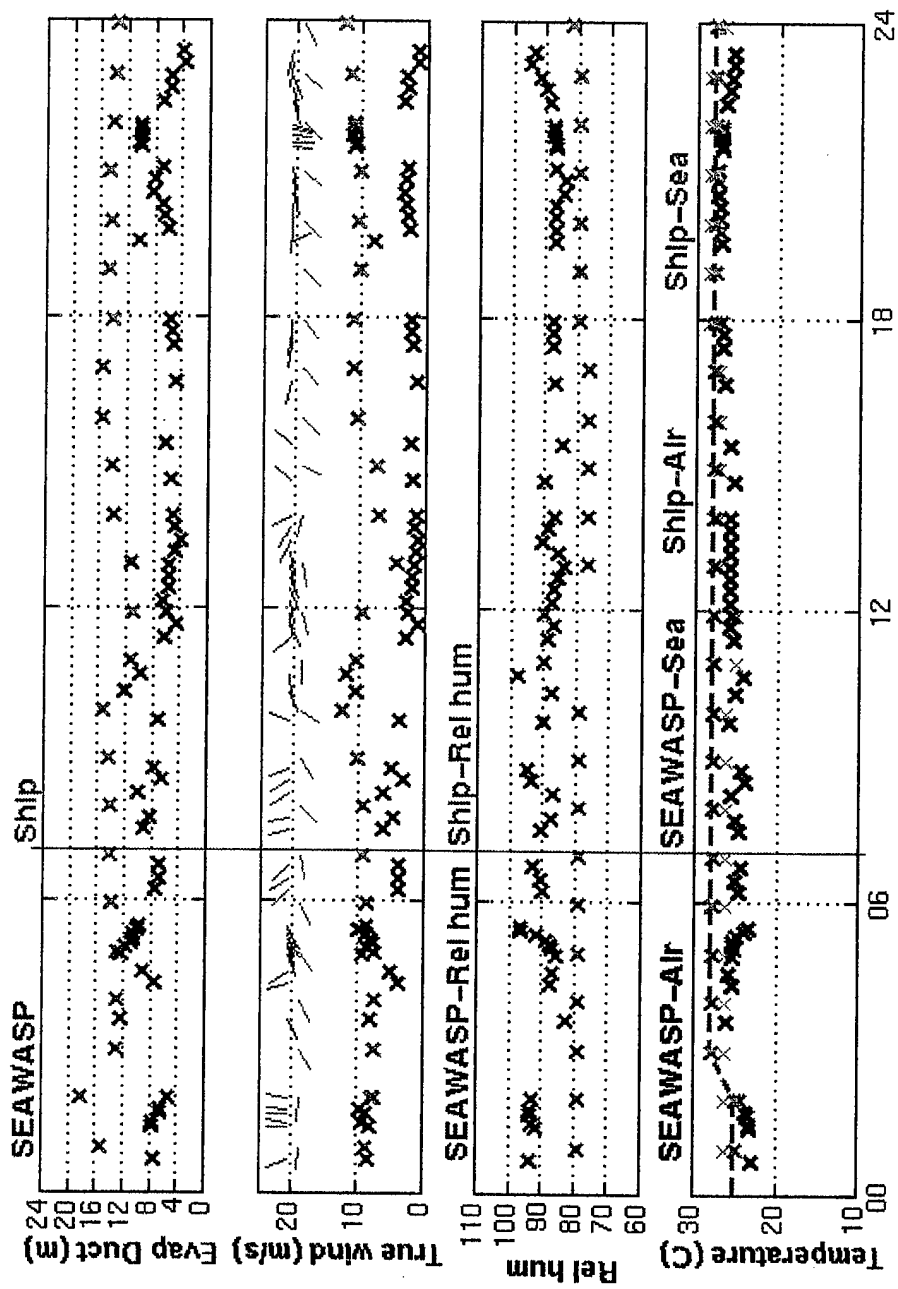 SEAWASP Ship
24
20
16
12
8
4
0
Evap Duct (m)
20
10
0
True wind (m/s)
SEAWASP-Rel hum Ship-Rel hum
110
100
90
80
70
60
Rel hum
SEAWASP-Air SEAWASP-Sea Ship-Air Ship-Sea
30
20
10
Temperature (C)
00 06 12 18 24